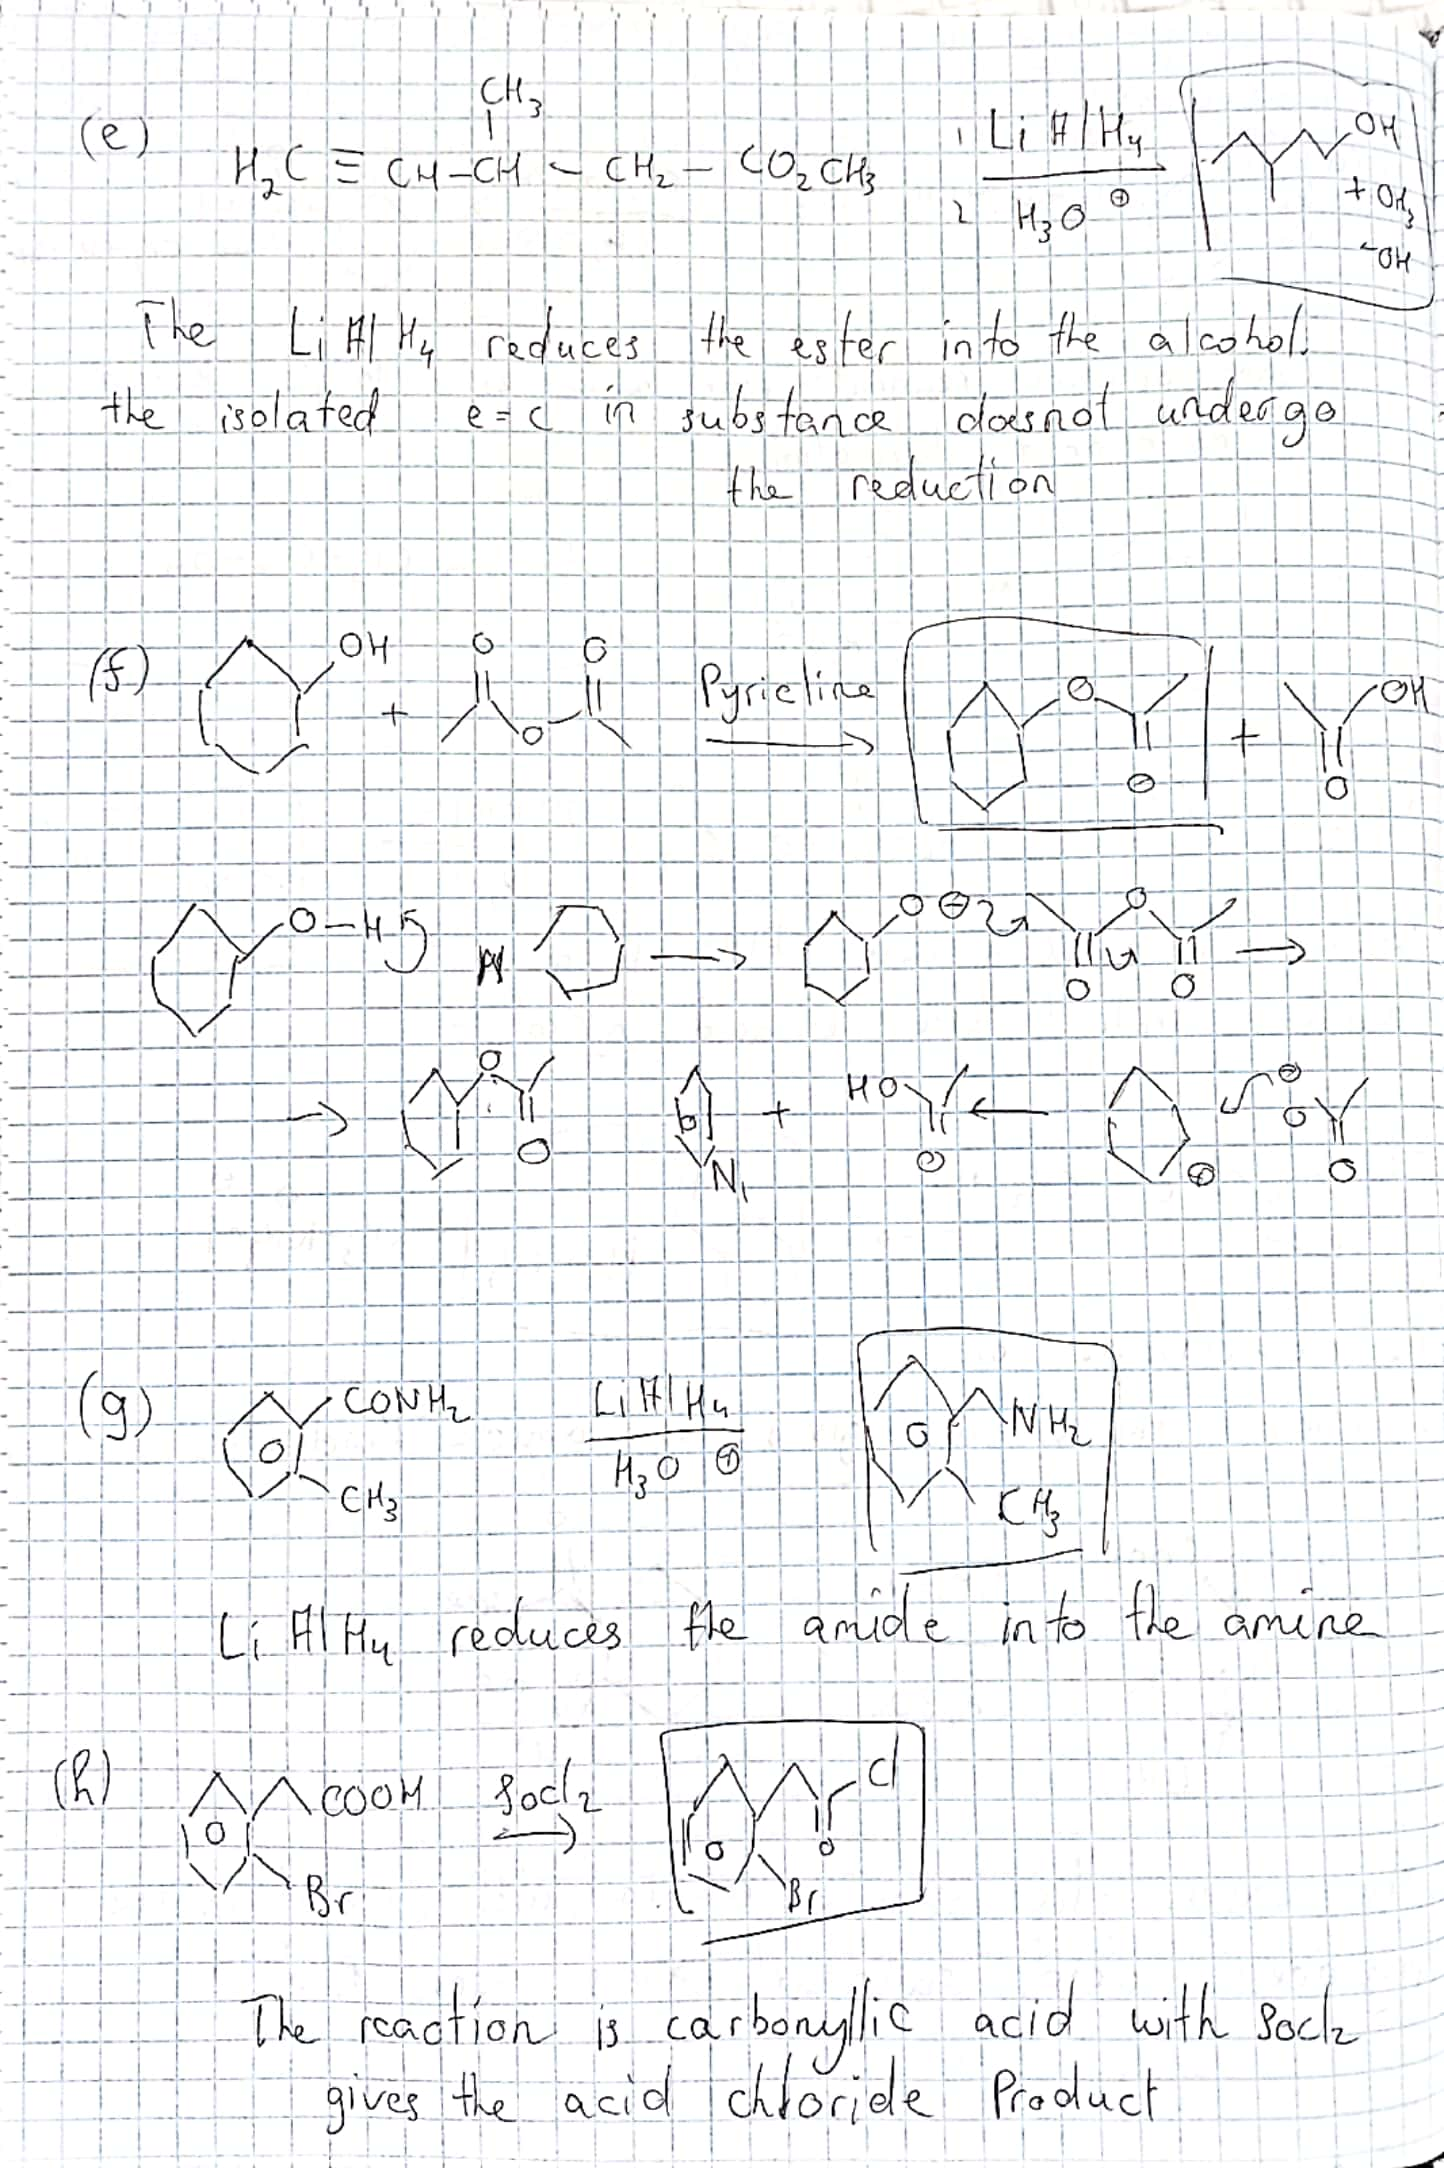 (e)
CH₃
H₂C ≡ CH–CH – CH₂ – CO₂CH₃
1 LiAlH₄
2 H₃O ⊕
OH
+ CH₃
OH
The LiAlH₄ reduces the ester into the alcohol.
the isolated e=c in substance doesnot undergo
the reduction
(f) OH + O O O Pyridine O O + OH O
O–H N → O ⊖ O O O →
→ O O N + HO O ← ⊕ ⊖ O O
(g) CONH₂ CH₃
LiAlH₄
H₃O ⊕
NH₂
CH₃
LiAlH₄ reduces the amide into the amine
(h) COOH Br
SOCl₂
Cl
O
Br
The reaction is carbonyllic acid with SOCl₂
gives the acid chloride Product